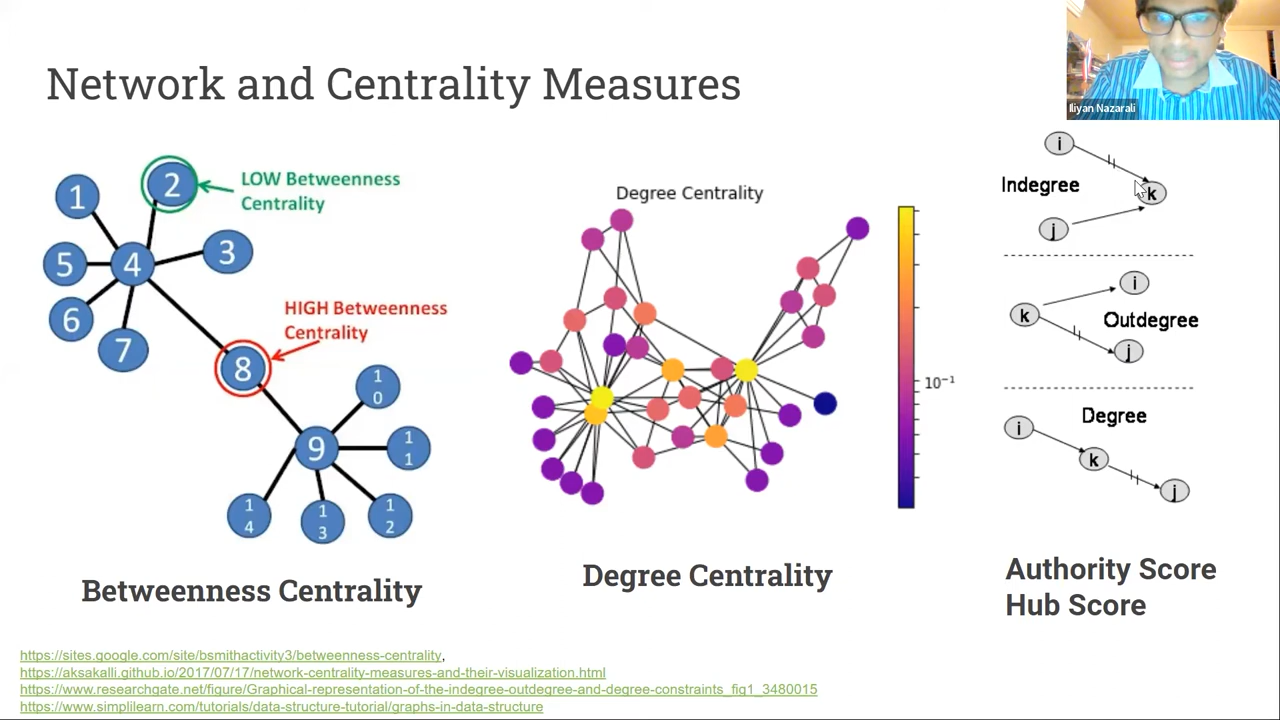 Network and Centrality Measures
Iliyan Nazarali
1
2
3
4
5
6
7
8
9
10
11
12
13
14
LOW Betweenness
Centrality
HIGH Betweenness
Centrality
Betweenness Centrality
Degree Centrality
10⁻¹
Degree Centrality
i
Indegree
k
j
i
k
Outdegree
j
Degree
i
k
j
Authority Score
Hub Score
https://sites.google.com/site/bsmithactivity3/betweenness-centrality,
https://aksakalli.github.io/2017/07/17/network-centrality-measures-and-their-visualization.html
https://www.researchgate.net/figure/Graphical-representation-of-the-indegree-outdegree-and-degree-constraints_fig1_3480015
https://www.simplilearn.com/tutorials/data-structure-tutorial/graphs-in-data-structure